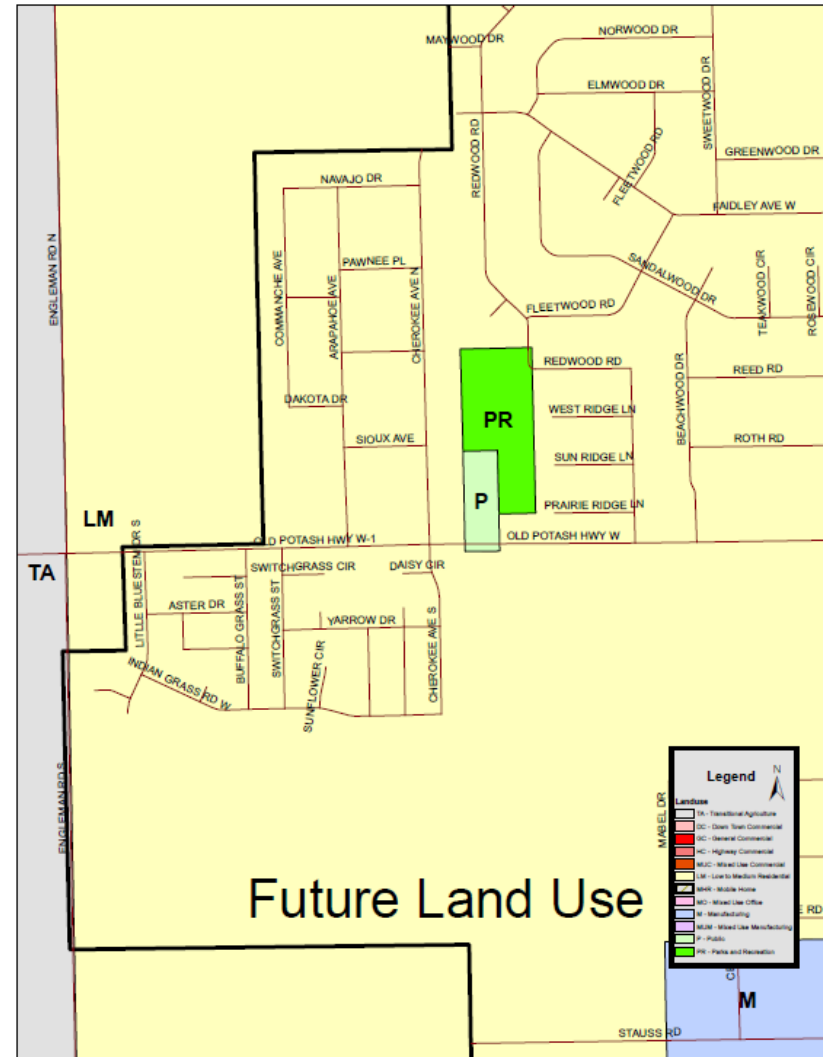 MAYWOOD DR
NORWOOD DR
ELMWOOD DR
SWEETWOOD DR
REDWOOD RD
FLEETWOOD RD
GREENWOOD DR
NAVAJO DR
FAIDLEY AVE W
ENGLEMAN RD N
COMMANCHE AVE
ARAPAHOE AVE
PAWNEE PL
CHEROKEE AVE N
SANDALWOOD DR
TEAKWOOD CIR
ROSEWOOD CIR
FLEETWOOD RD
REDWOOD RD
REED RD
BEACHWOOD DR
DAKOTA DR
WEST RIDGE LN
PR
SIOUX AVE
ROTH RD
SUN RIDGE LN
P
PRAIRIE RIDGE LN
LM
OLD POTASH HWY W-1
OLD POTASH HWY W
TA
LITLLE BLUESTEM DR S
SWITCHGRASS CIR
DAISY CIR
ASTER DR
BUFFALO GRASS ST
SWITCHGRASS ST
YARROW DR
CHEROKEE AVE S
INDIAN GRASS RD W
SUNFLOWER CIR
ENGLEMAN RD S
MABEL DR
Legend
N
Landuse
TA - Transitional Agriculture
DC - Down Town Commercial
GC - General Commercial
HC - Highway Commercial
MUC - Mixed Use Commercial
LM - Low to Medium Residential
MHR - Mobile Home
MO - Mixed Use Office
M - Manufacturing
MUM - Mixed Use Manufacturing
P - Public
PR - Parks and Recreation
Future Land Use
E RD
M
STAUSS RD